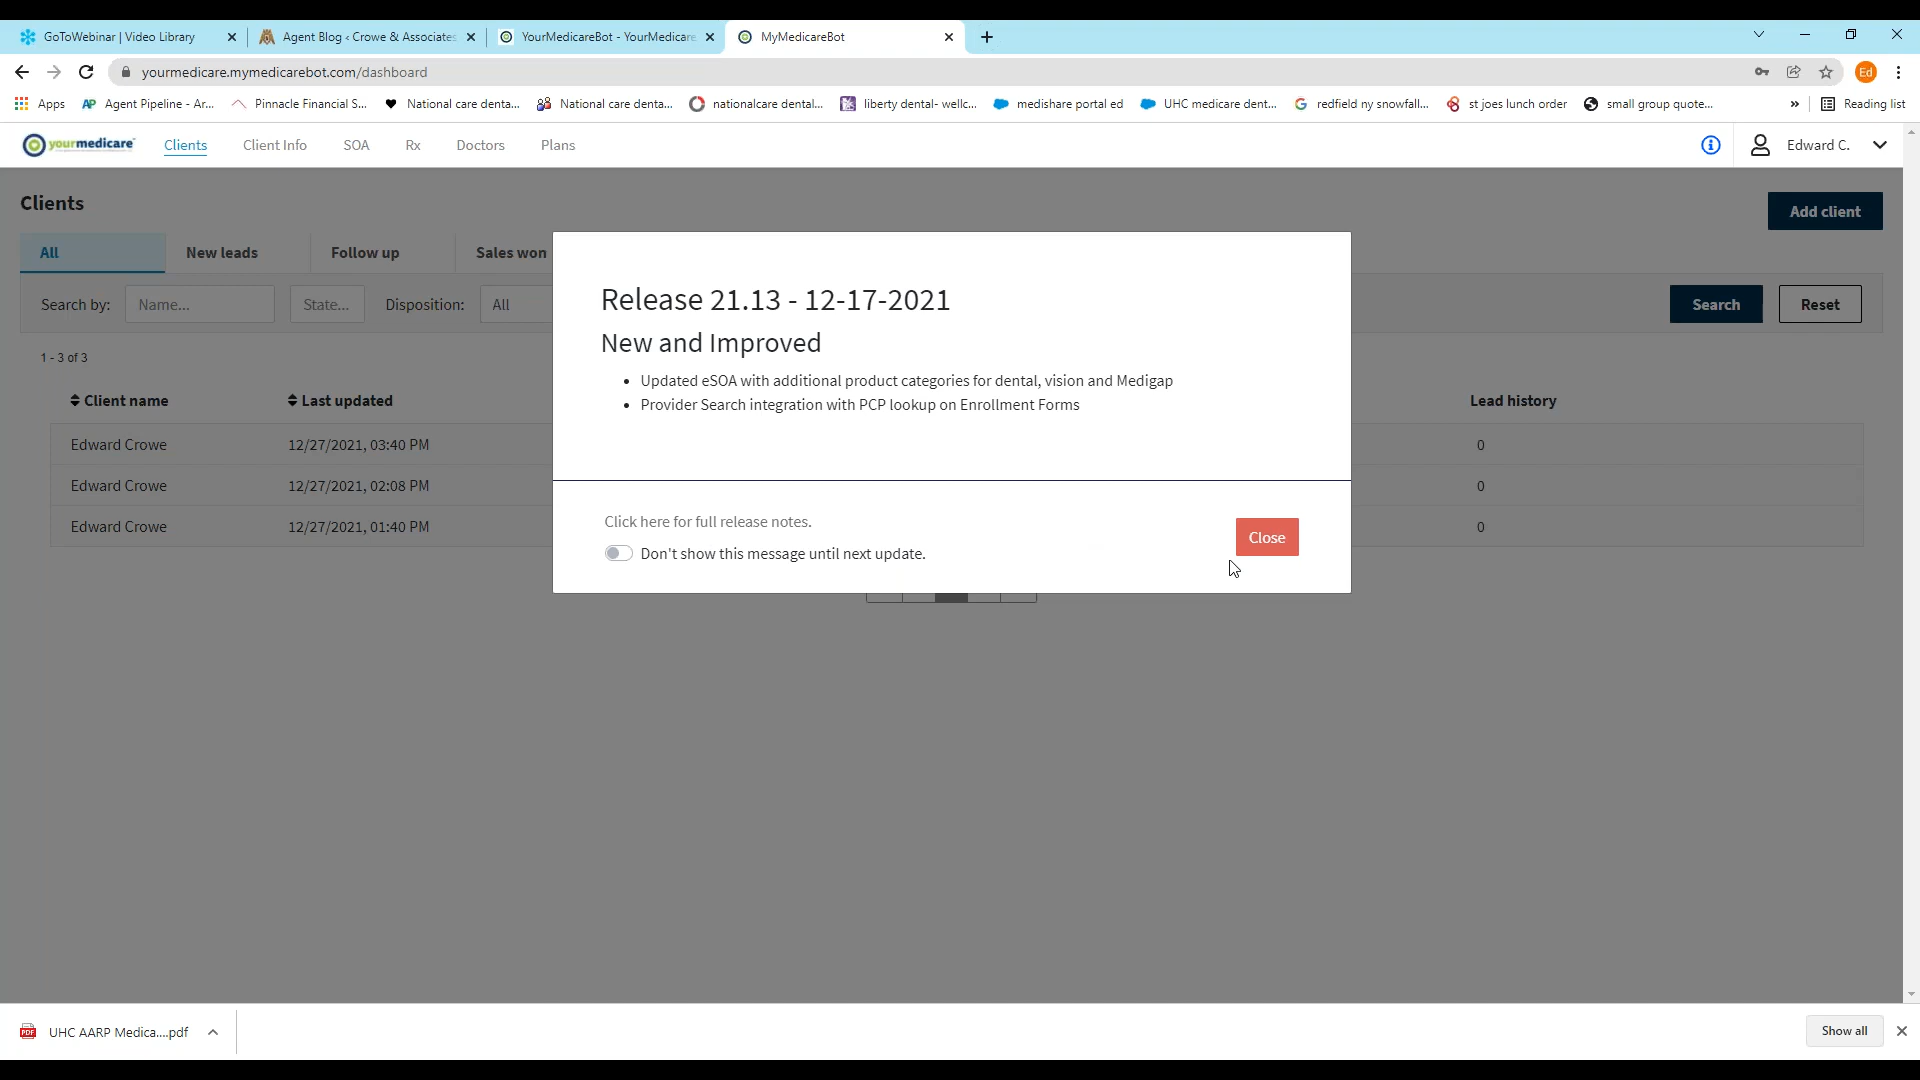 GoToWebinar | Video Library
Agent Blog ‹ Crowe & Associates
YourMedicareBot - YourMedicare
MyMedicareBot
yourmedicare.mymedicarebot.com/dashboard
Ed
Apps
AP Agent Pipeline - Ar...
Pinnacle Financial S...
National care denta...
National care denta...
nationalcare dental...
liberty dental- wellc...
medishare portal ed
UHC medicare dent...
redfield ny snowfall...
st joes lunch order
small group quote...
»
Reading list
yourmedicare
Clients
Client Info
SOA
Rx
Doctors
Plans
Edward C.
Clients
Add client
All
New leads
Follow up
Sales won
Search by:
Name...
State...
Disposition:
All
Search
Reset
1 - 3 of 3
Client name
Last updated
Lead history
Edward Crowe
12/27/2021, 03:40 PM
0
Edward Crowe
12/27/2021, 02:08 PM
0
Edward Crowe
12/27/2021, 01:40 PM
0
Release 21.13 - 12-17-2021
New and Improved
• Updated eSOA with additional product categories for dental, vision and Medigap
• Provider Search integration with PCP lookup on Enrollment Forms
Click here for full release notes.
Don't show this message until next update.
Close
PDF
UHC AARP Medica....pdf
Show all